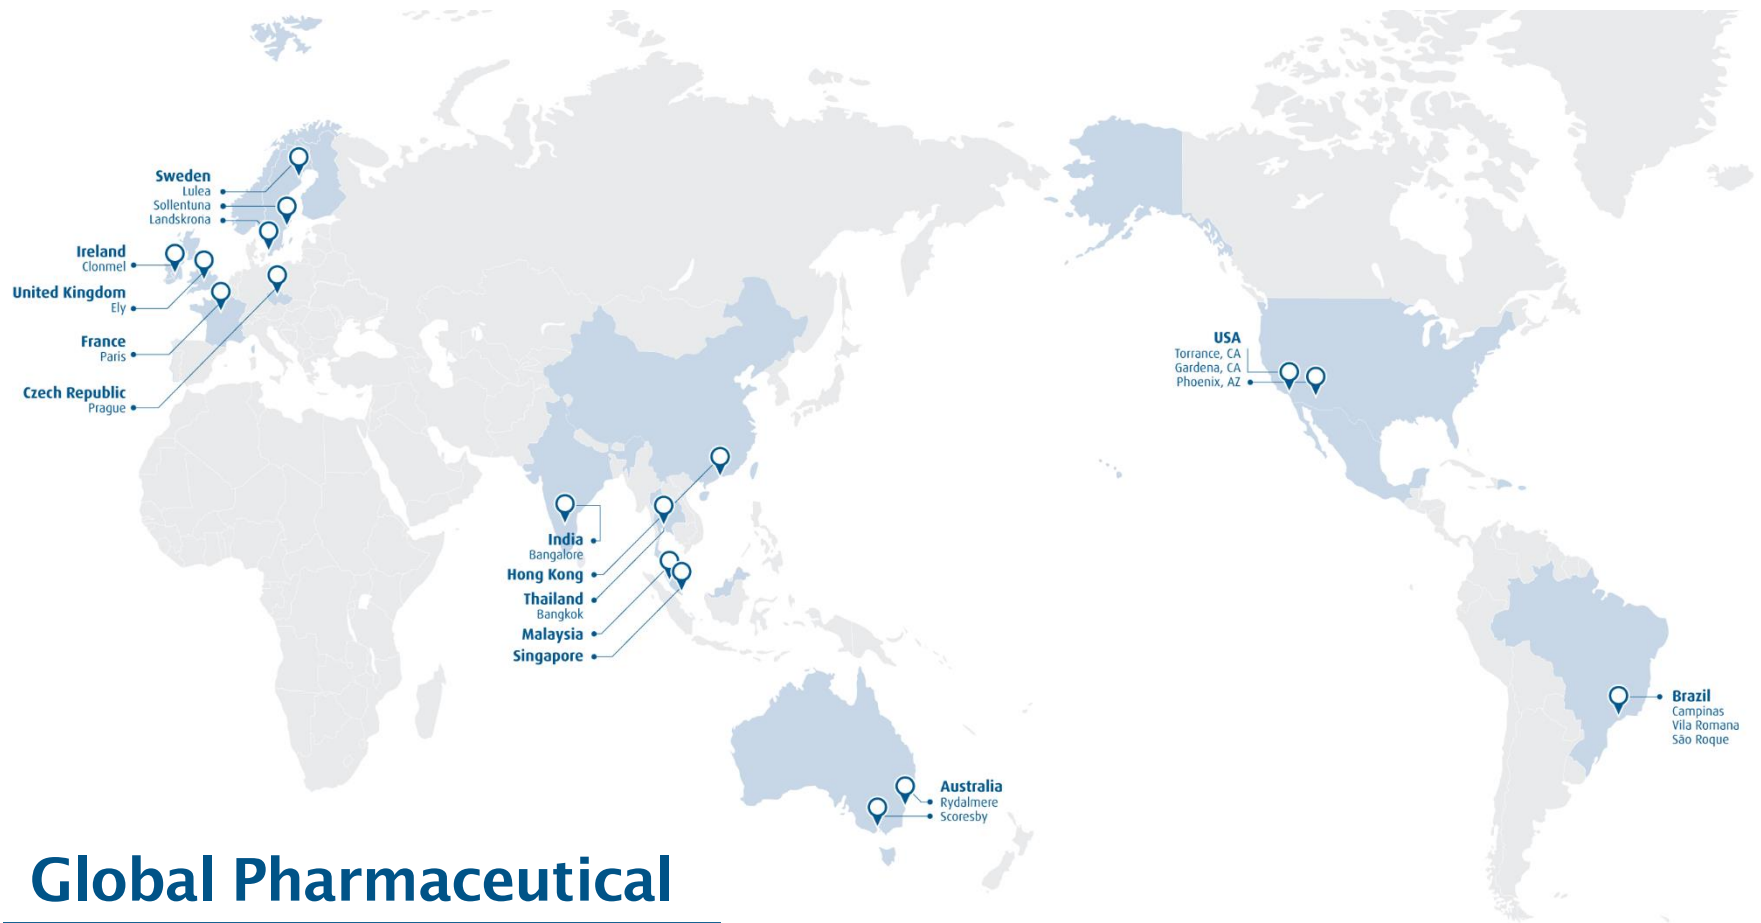 Sweden
Lulea
Sollentuna
Landskrona
Ireland
Clonmel
United Kingdom
Ely
France
Paris
Czech Republic
Prague
India
Bangalore
Hong Kong
Thailand
Bangkok
Malaysia
Singapore
Australia
Rydalmere
Scoresby
USA
Torrance, CA
Gardena, CA
Phoenix, AZ
Brazil
Campinas
Vila Romana
São Roque
Global Pharmaceutical